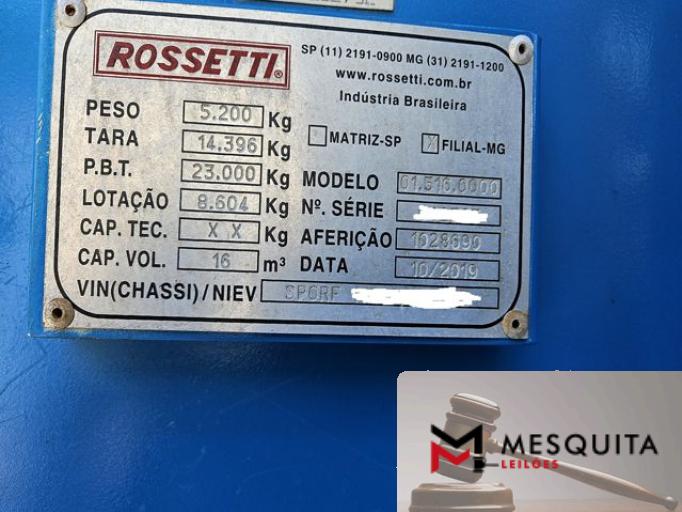 ROSSETTI®
SP (11) 2191-0900 MG (31) 2191-1200
www.rossetti.com.br
Indústria Brasileira
PESO 5.200 Kg
TARA 14.396 Kg
MATRIZ-SP X FILIAL-MG
P.B.T. 23.000 Kg
MODELO 01.516.0000
LOTAÇÃO 8.604 Kg
Nº. SÉRIE
CAP. TEC. X X Kg
AFERIÇÃO 1628690
CAP. VOL. 16 m³
DATA 10/2019
VIN(CHASSI)/NIEV SPGRF
MESQUITA
LEILÕES